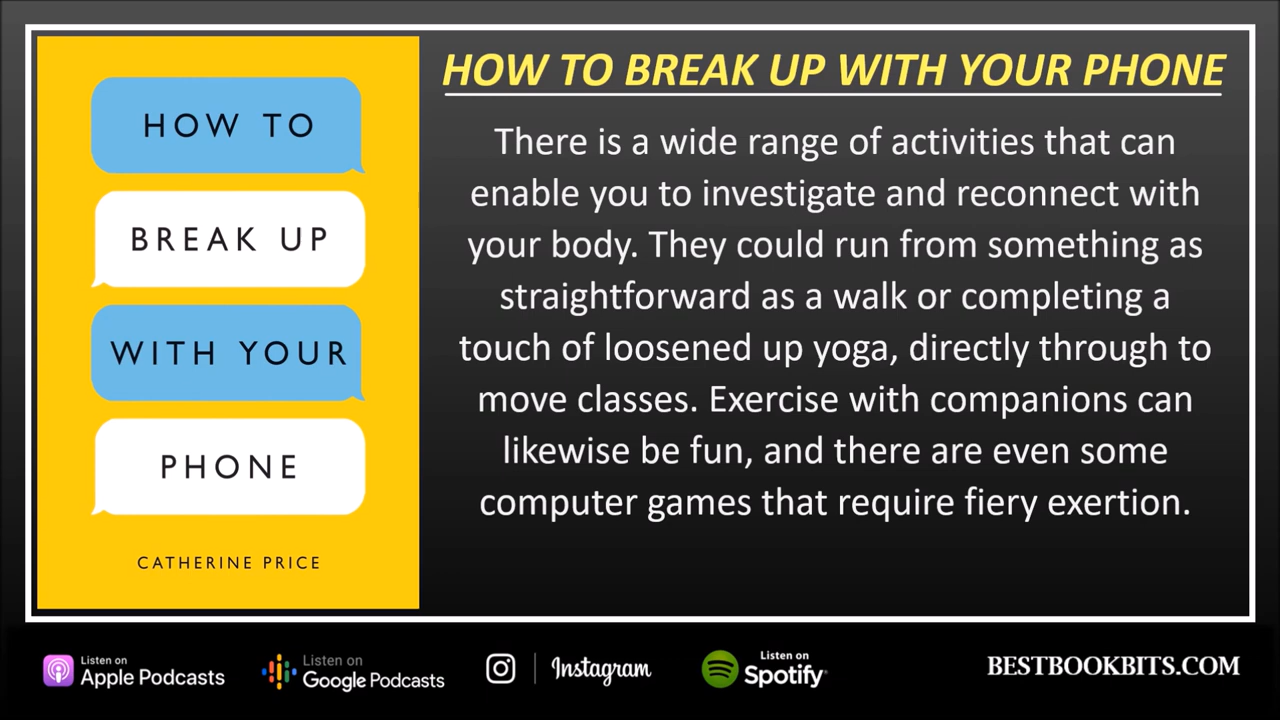 HOW TO
BREAK UP
WITH YOUR
PHONE
CATHERINE PRICE
HOW TO BREAK UP WITH YOUR PHONE
There is a wide range of activities that can
enable you to investigate and reconnect with
your body. They could run from something as
straightforward as a walk or completing a
touch of loosened up yoga, directly through to
move classes. Exercise with companions can
likewise be fun, and there are even some
computer games that require fiery exertion.
Listen on
Apple Podcasts
Listen on
Google Podcasts
Instagram
Listen on
Spotify
BESTBOOKBITS.COM